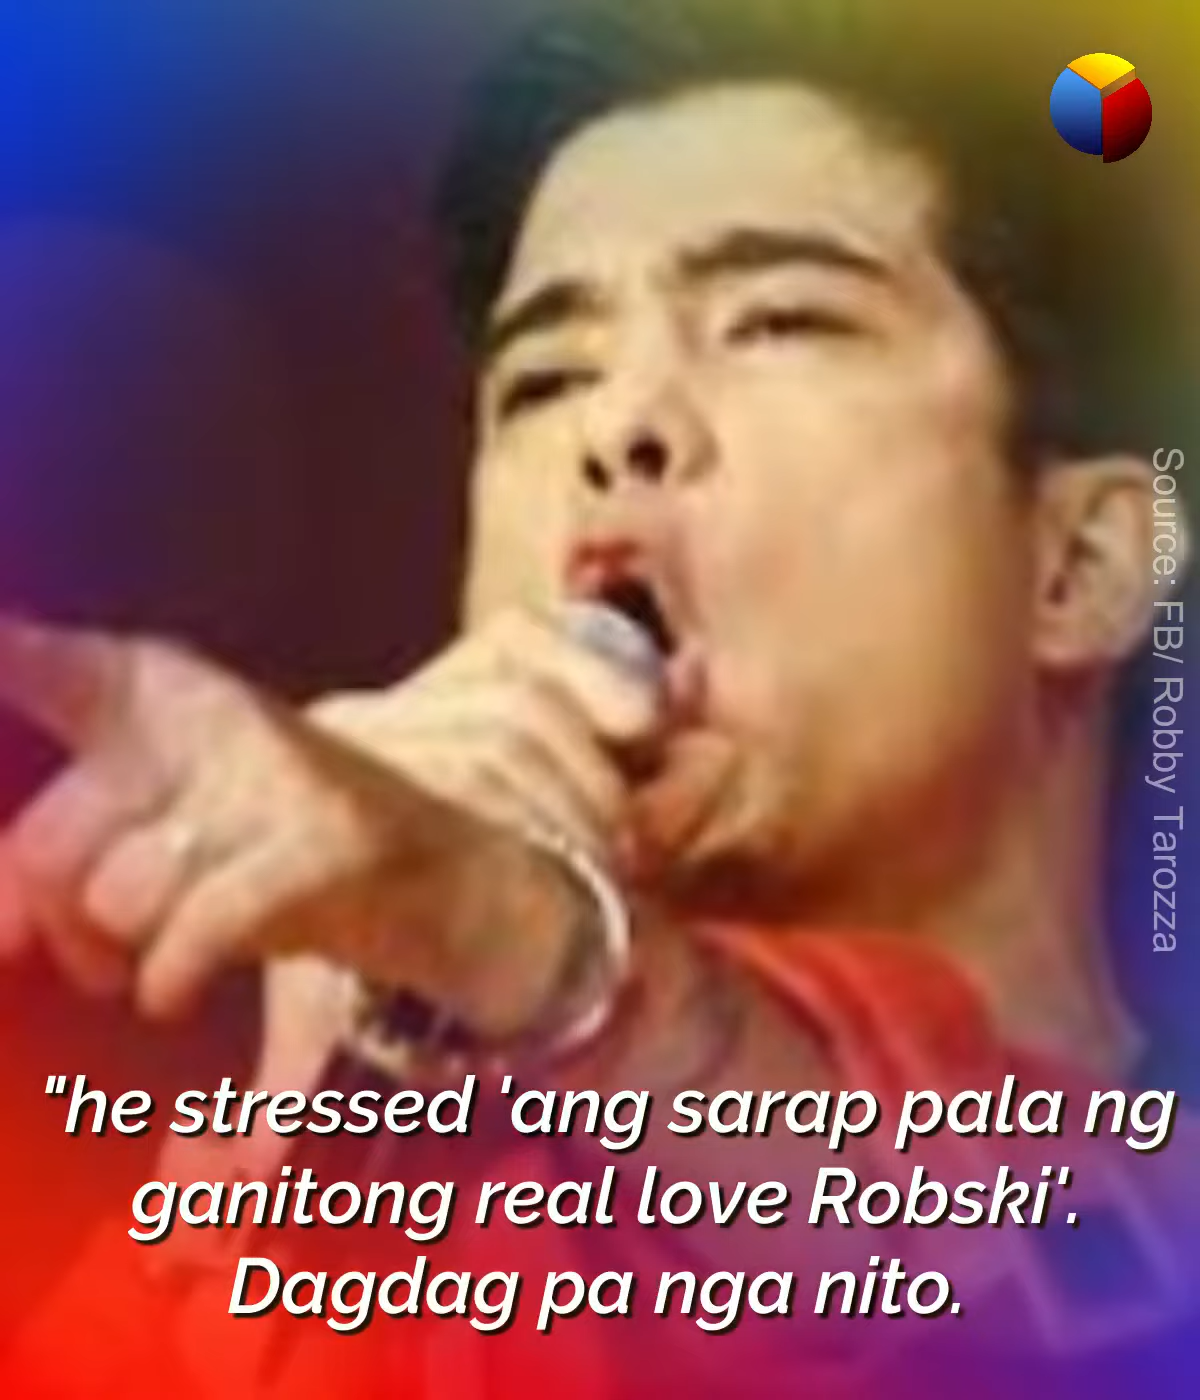 "he stressed 'ang sarap pala ng
ganitong real love Robski'.
Dagdag pa nga nito.
Source: FB/ Robby Tarozza